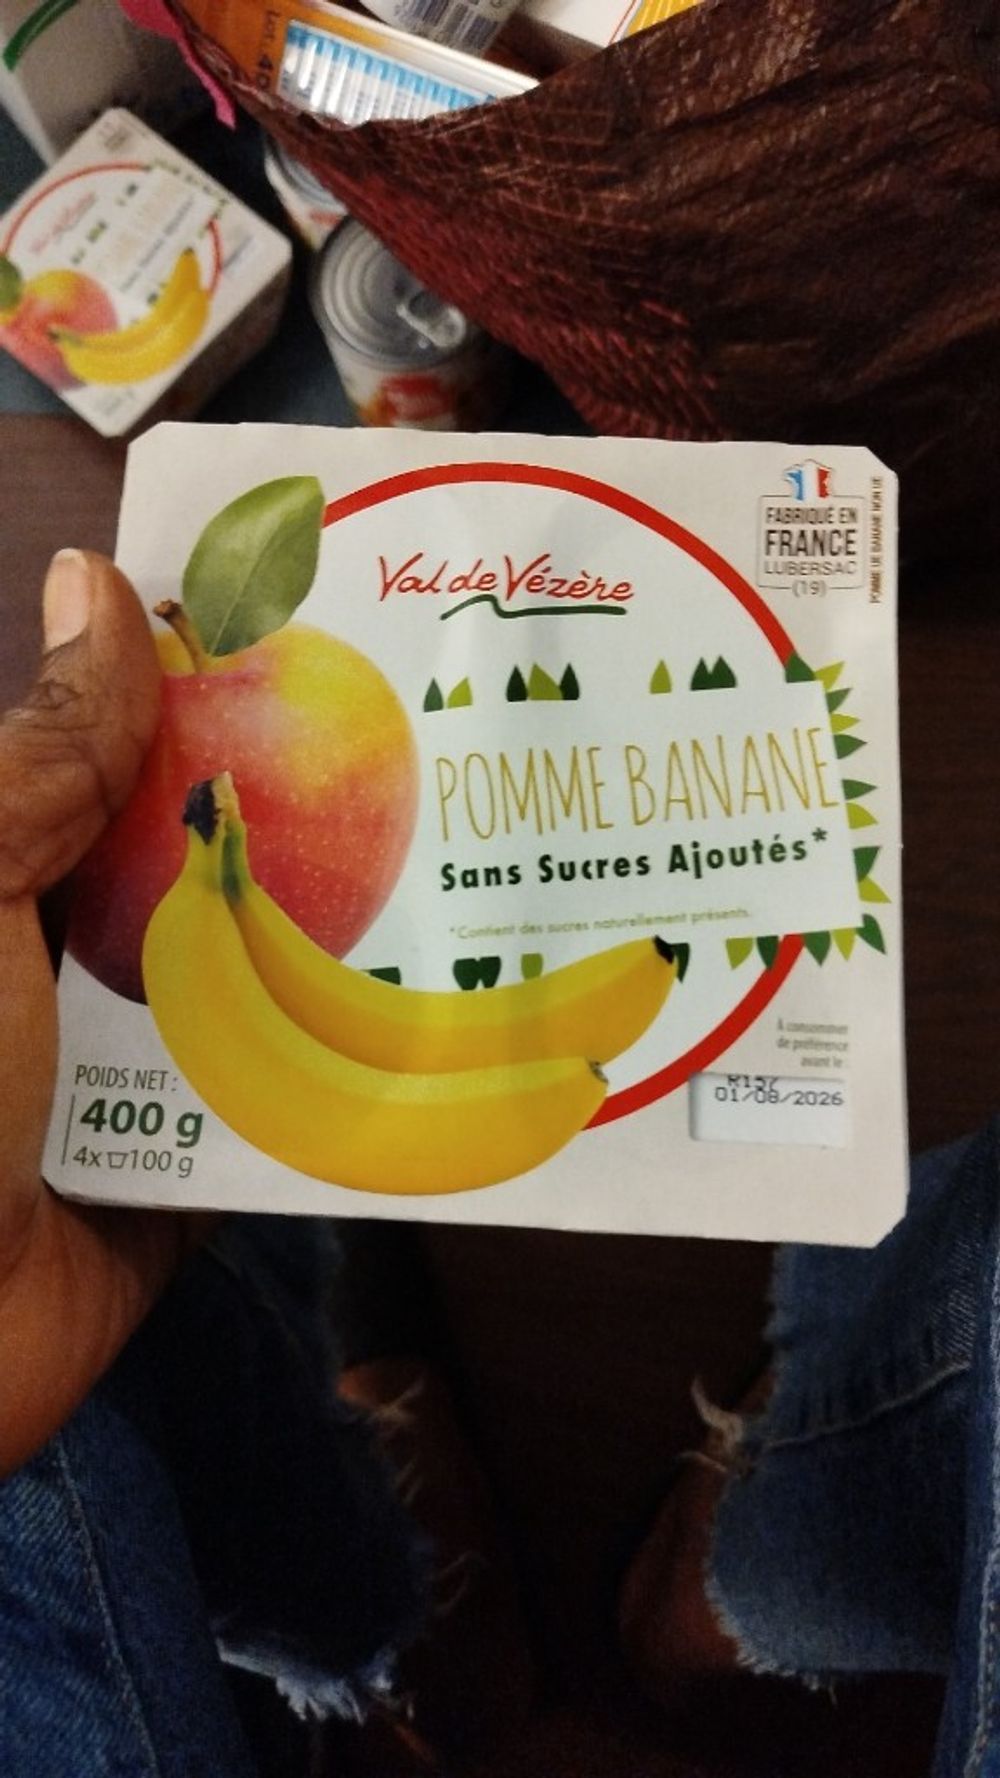 Val de Vézère
FABRIQUÉ EN
FRANCE
LUBERSAC
(19)
POMME BANANE
Sans Sucres Ajoutés*
*Contient des sucres naturellement présents.
À consommer
de préférence
avant le :
01/08/2026
POIDS NET :
400 g
4x 100 g